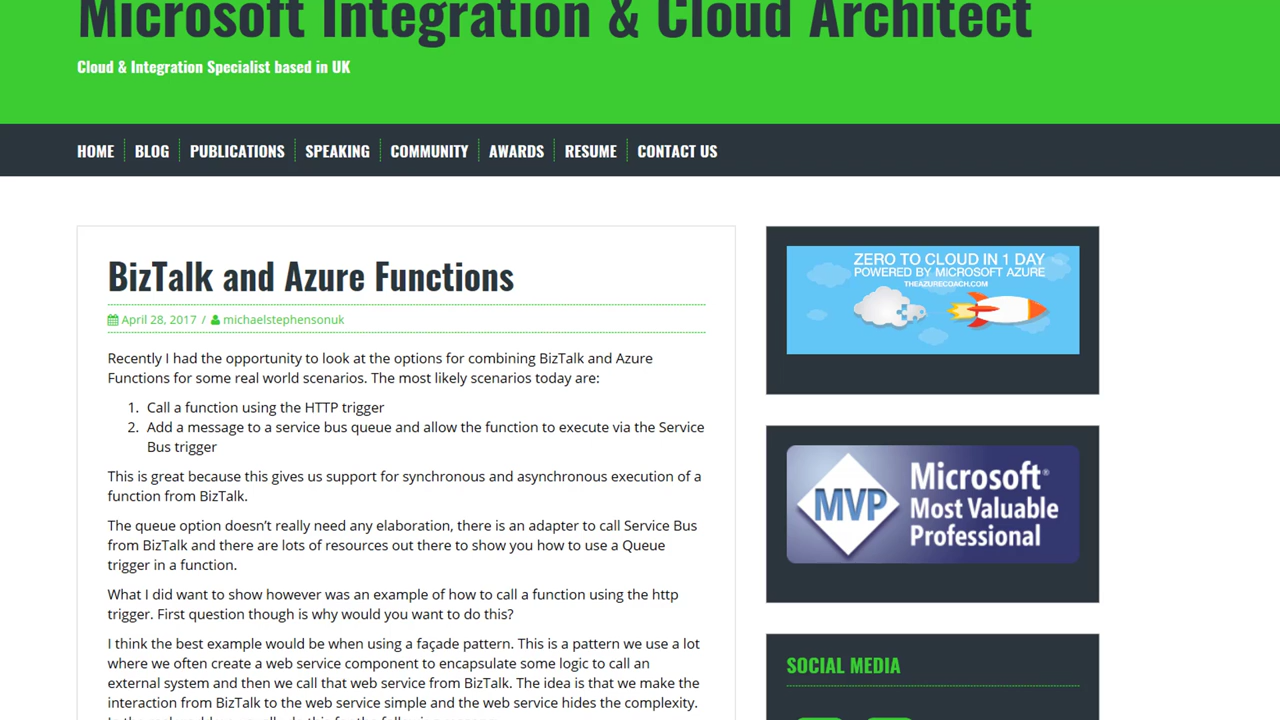 Microsoft Integration & Cloud Architect
Cloud & Integration Specialist based in UK
HOME BLOG PUBLICATIONS SPEAKING COMMUNITY AWARDS RESUME CONTACT US
BizTalk and Azure Functions
April 28, 2017 / michaelstephensonuk
Recently I had the opportunity to look at the options for combining BizTalk and Azure
Functions for some real world scenarios. The most likely scenarios today are:
1. Call a function using the HTTP trigger
2. Add a message to a service bus queue and allow the function to execute via the Service
Bus trigger
This is great because this gives us support for synchronous and asynchronous execution of a
function from BizTalk.
The queue option doesn’t really need any elaboration, there is an adapter to call Service Bus
from BizTalk and there are lots of resources out there to show you how to use a Queue
trigger in a function.
What I did want to show however was an example of how to call a function using the http
trigger. First question though is why would you want to do this?
I think the best example would be when using a façade pattern. This is a pattern we use a lot
where we often create a web service component to encapsulate some logic to call an
external system and then we call that web service from BizTalk. The idea is that we make the
interaction from BizTalk to the web service simple and the web service hides the complexity.
ZERO TO CLOUD IN 1 DAY
POWERED BY MICROSOFT AZURE
THEAZURECOACH.COM
MVP
Microsoft®
Most Valuable
Professional
SOCIAL MEDIA